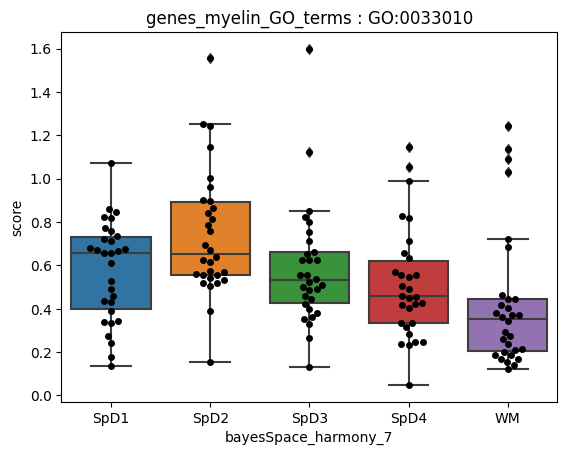 genes_myelin_GO_terms : GO:0033010
1.6
1.4
1.2
1.0
0.8
0.6
0.4
0.2
0.0
score
SpD1 SpD2 SpD3 SpD4 WM
bayesSpace_harmony_7